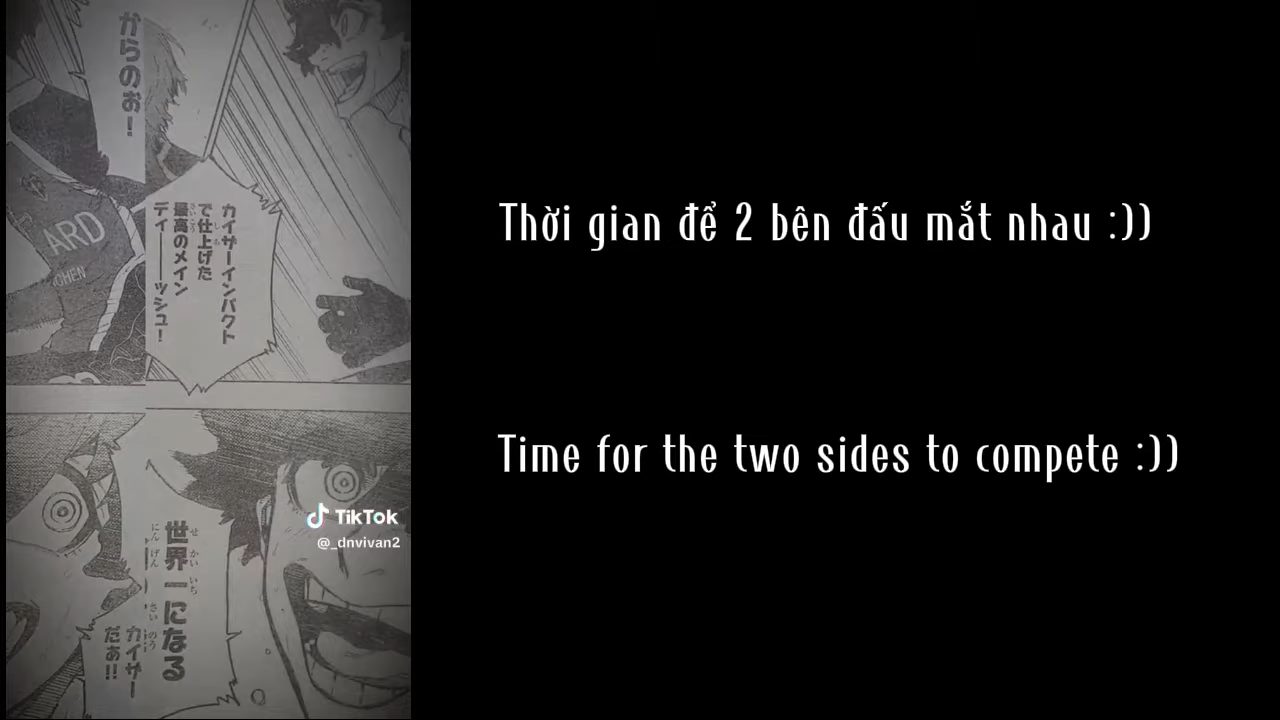 からのぉ！
カイザーインパクト
で仕上げた
最高のメイン
ディ――ッシュ！
ARD
CHEN
世界一になる
カイザー
だぁ!!
TikTok
@_dnvivan2
Thời gian để 2 bên đấu mắt nhau :))
Time for the two sides to compete :))